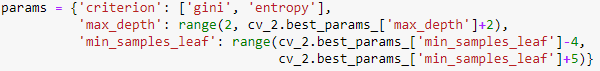 params = {'criterion': ['gini', 'entropy'],
'max_depth': range(2, cv_2.best_params_['max_depth']+2),
'min_samples_leaf': range(cv_2.best_params_['min_samples_leaf']-4,
cv_2.best_params_['min_samples_leaf']+5)}